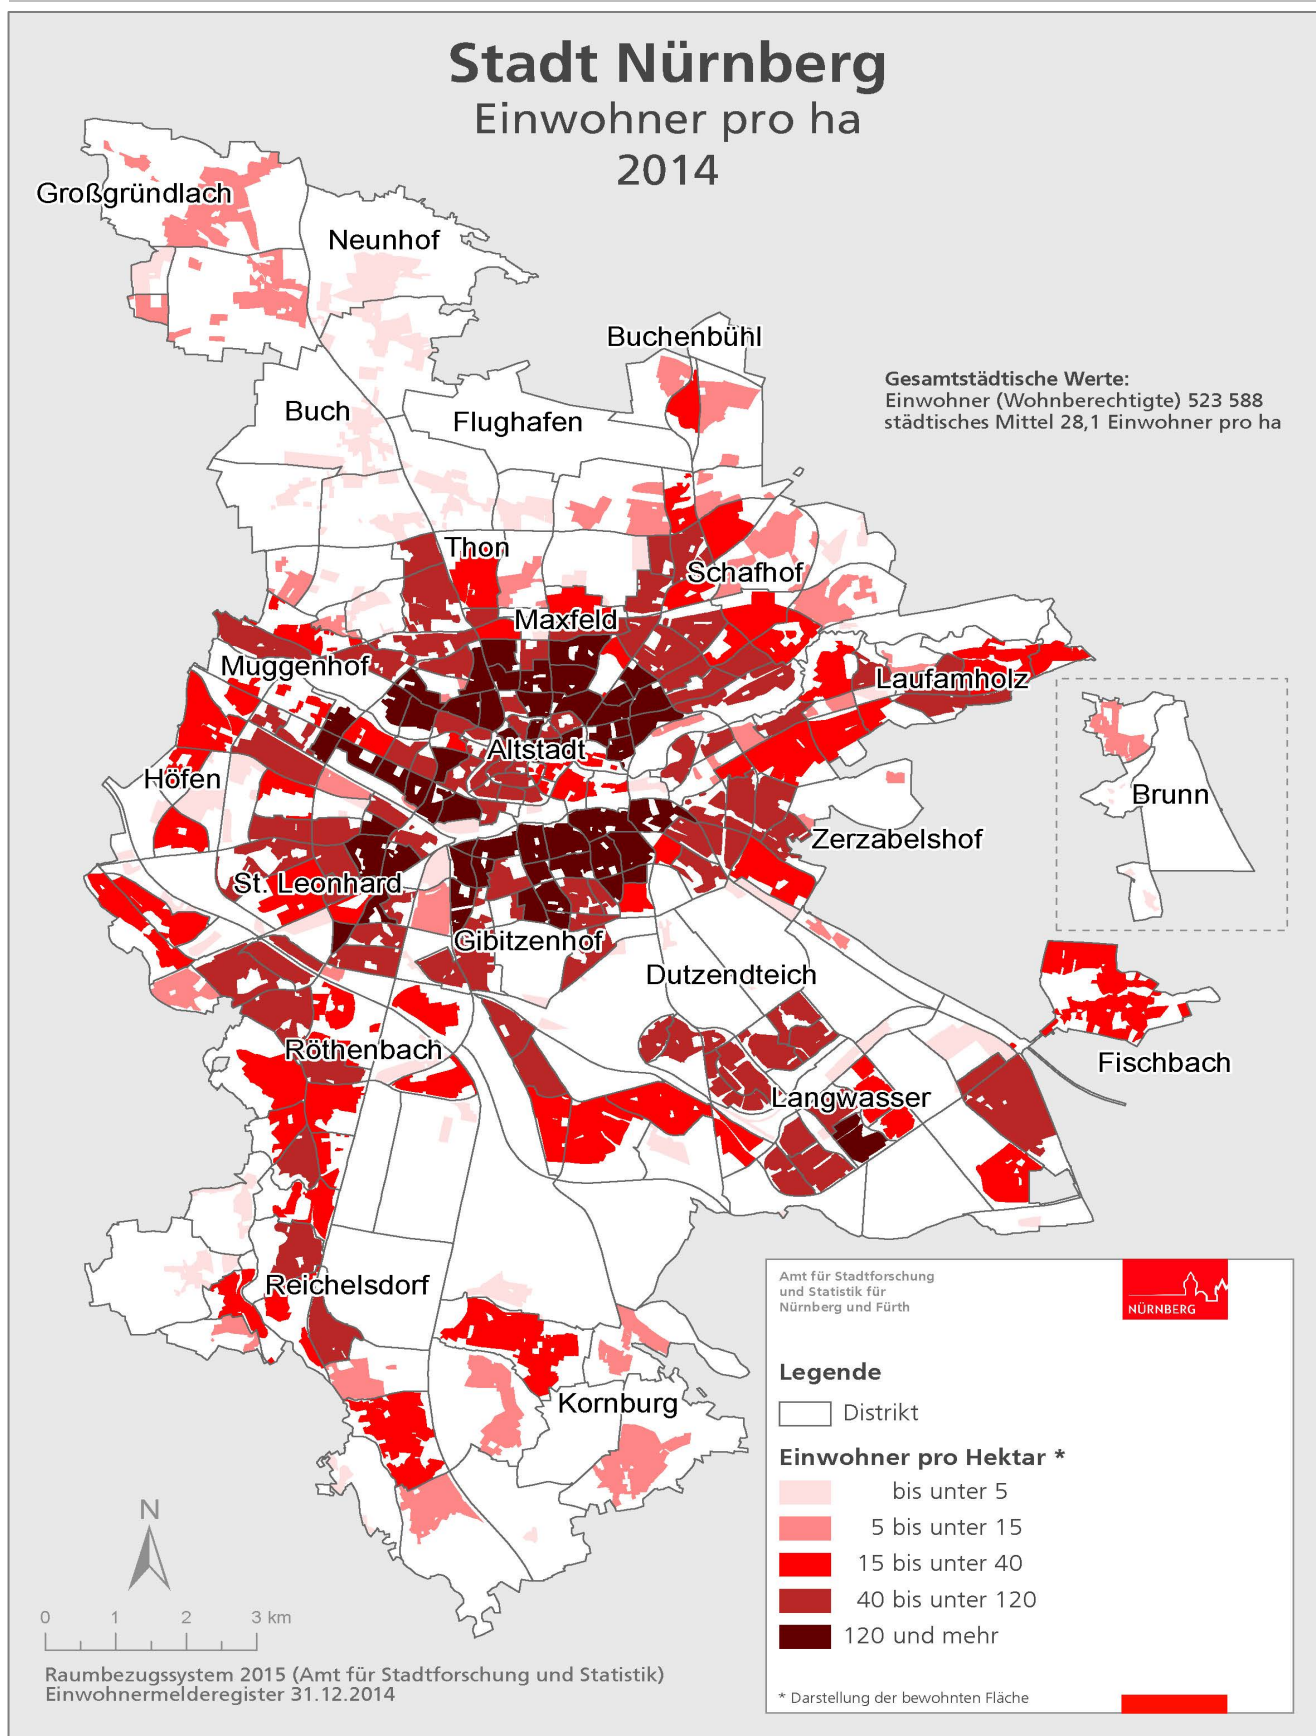 Stadt Nürnberg
Einwohner pro ha
2014
Großgründlach
Neunhof
Buchenbühl
Gesamtstädtische Werte:
Einwohner (Wohnberechtigte) 523 588
städtisches Mittel 28,1 Einwohner pro ha
Buch
Flughafen
Thon
Schafhof
Maxfeld
Muggenhof
Laufamholz
Altstadt
Höfen
Brunn
Zerzabelshof
St. Leonhard
Gibitzenhof
Dutzendteich
Röthenbach
Fischbach
Langwasser
Reichelsdorf
Kornburg
Amt für Stadtforschung
und Statistik für
Nürnberg und Fürth
NÜRNBERG
Legende
Distrikt
Einwohner pro Hektar *
bis unter 5
5 bis unter 15
15 bis unter 40
40 bis unter 120
120 und mehr
* Darstellung der bewohnten Fläche
N
0 1 2 3 km
Raumbezugssystem 2015 (Amt für Stadtforschung und Statistik)
Einwohnermelderegister 31.12.2014